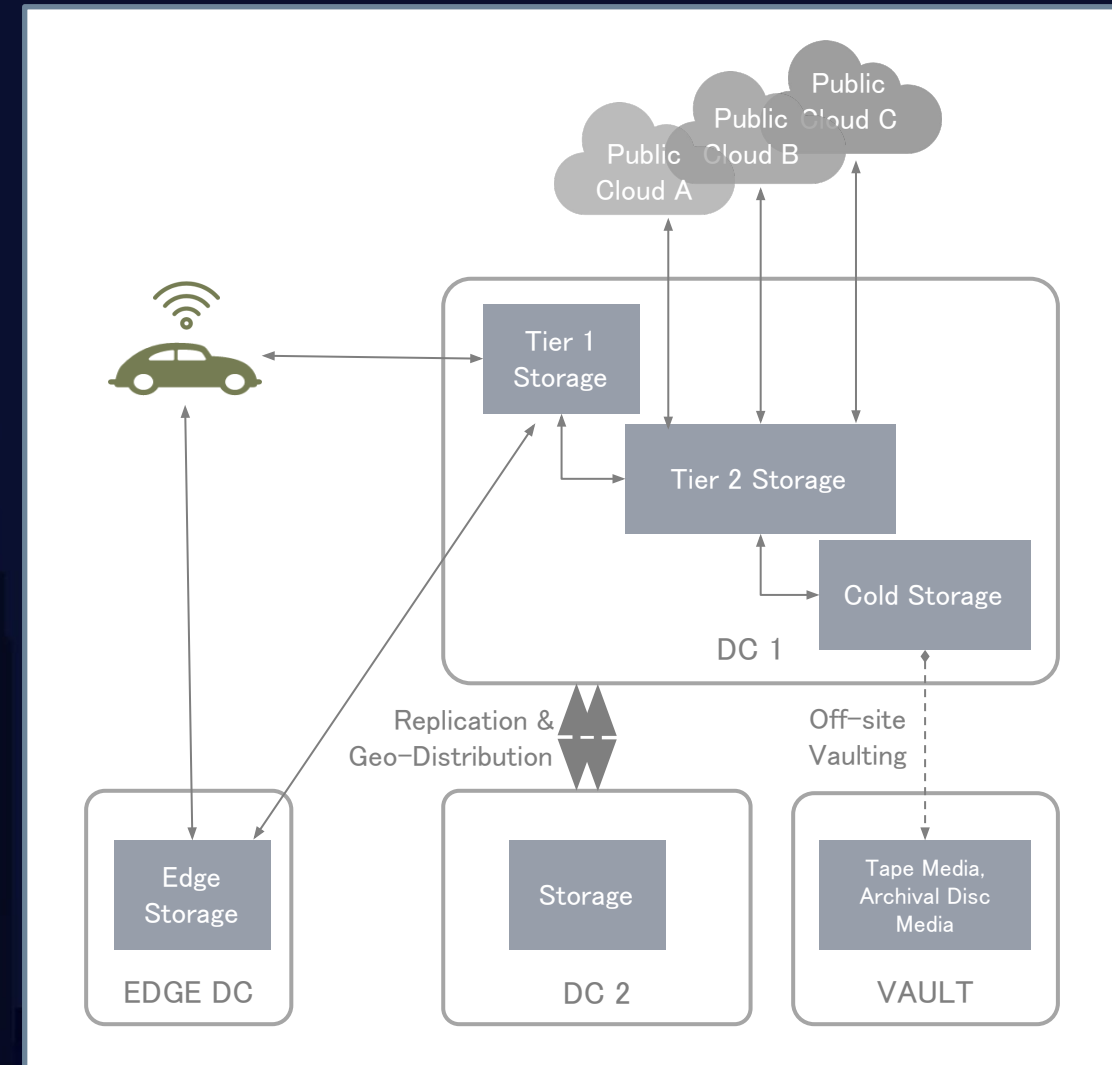 Public
Cloud C
Public
Cloud B
Public
Cloud A
Tier 1
Storage
Tier 2 Storage
Cold Storage
DC 1
Replication &
Geo-Distribution
Off-site
Vaulting
Edge
Storage
EDGE DC
Storage
DC 2
Tape Media,
Archival Disc
Media
VAULT